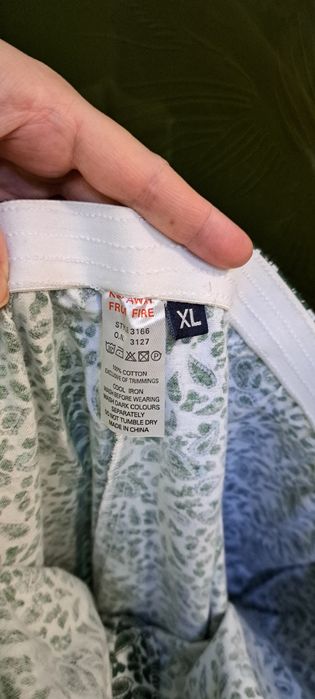 FROM FIRE
XL
STYLE 3166
O.N. 3127
100% COTTON
EXCLUSIVE OF TRIMMINGS
COOL IRON
WASH BEFORE WEARING
WASH DARK COLOURS
SEPARATELY
DO NOT TUMBLE DRY
MADE IN CHINA